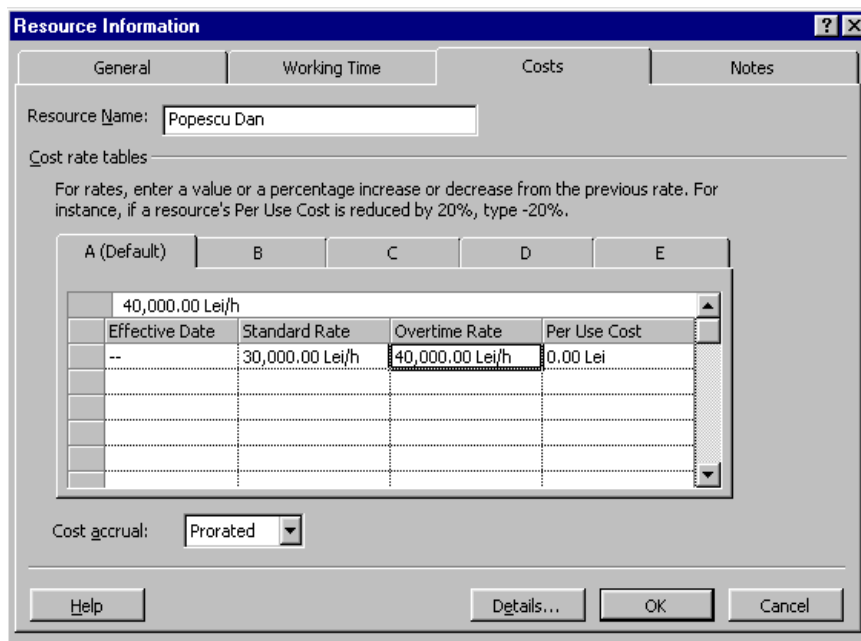 Resource Information
General Working Time Costs Notes
Resource Name: Popescu Dan
Cost rate tables
For rates, enter a value or a percentage increase or decrease from the previous rate. For
instance, if a resource's Per Use Cost is reduced by 20%, type -20%.
A (Default) B C D E
40,000.00 Lei/h
Effective Date Standard Rate Overtime Rate Per Use Cost
-- 30,000.00 Lei/h 40,000.00 Lei/h 0.00 Lei
Cost accrual: Prorated
Help Details... OK Cancel